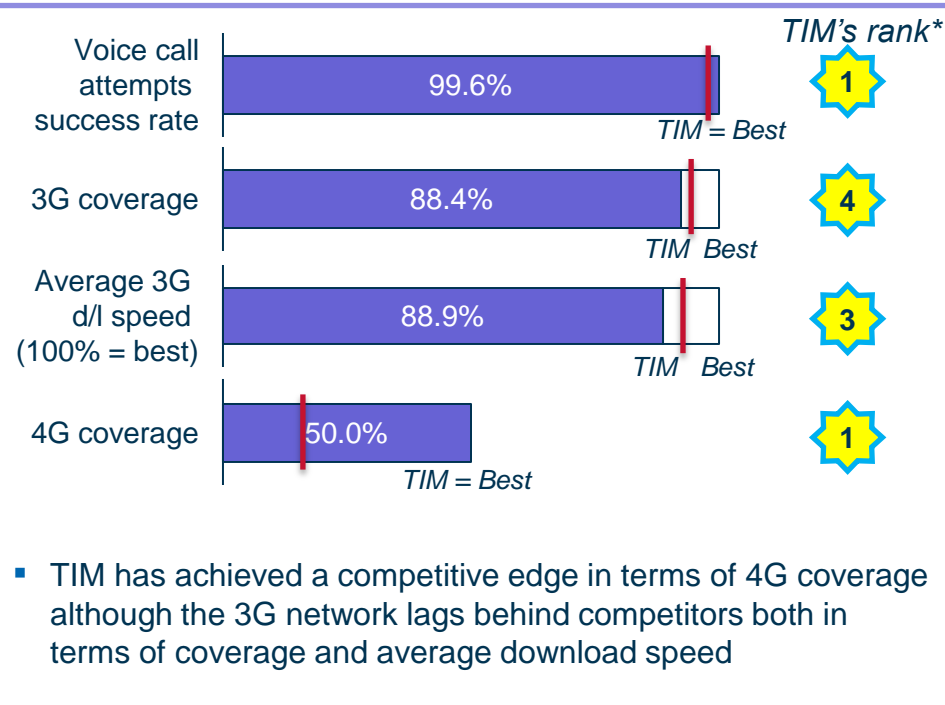 TIM's rank*
Voice call
attempts
success rate
99.6%
1
TIM = Best
3G coverage
88.4%
4
TIM Best
Average 3G
d/l speed
(100% = best)
88.9%
3
TIM Best
4G coverage
50.0%
1
TIM = Best
▪ TIM has achieved a competitive edge in terms of 4G coverage
although the 3G network lags behind competitors both in
terms of coverage and average download speed